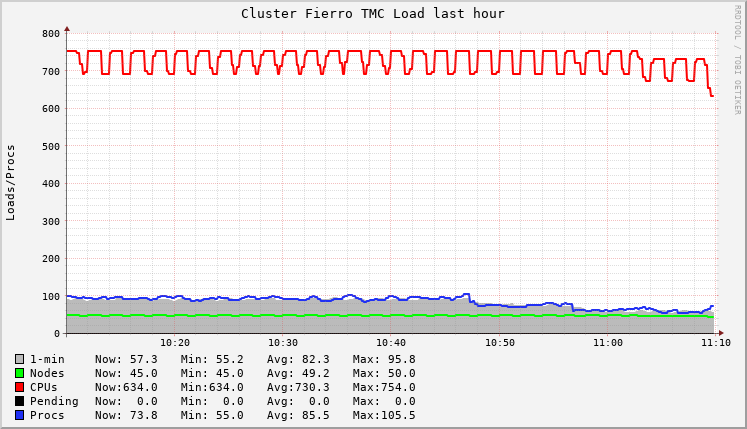 Cluster Fierro TMC Load last hour
RRDTOOL / TOBI OETIKER
Loads/Procs
800
700
600
500
400
300
200
100
0
10:20 10:30 10:40 10:50 11:00 11:10
1-min Now: 57.3 Min: 55.2 Avg: 82.3 Max: 95.8
Nodes Now: 45.0 Min: 45.0 Avg: 49.2 Max: 50.0
CPUs Now:634.0 Min:634.0 Avg:730.3 Max:754.0
Pending Now: 0.0 Min: 0.0 Avg: 0.0 Max: 0.0
Procs Now: 73.8 Min: 55.0 Avg: 85.5 Max:105.5